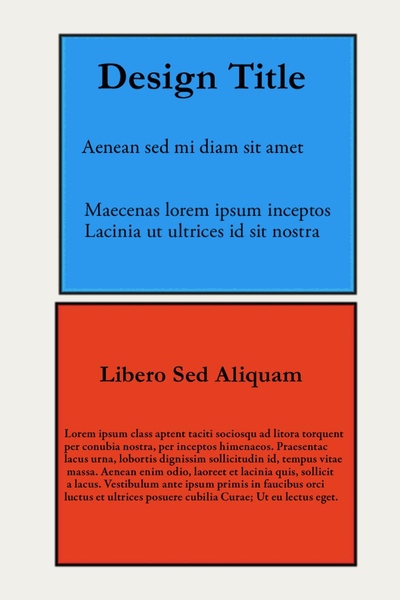 Design Title
Aenean sed mi diam sit amet
Maecenas lorem ipsum inceptos
Lacinia ut ultrices id sit nostra
Libero Sed Aliquam
Lorem ipsum class aptent taciti sociosqu ad litora torquent
per conubia nostra, per inceptos himenaeos. Praesentac
lacus urna, lobortis dignissim sollicitudin id, tempus vitae
massa. Aenean enim odio, laoreet et lacinia quis, sollicit
a lacus. Vestibulum ante ipsum primis in faucibus orci
luctus et ultrices posuere cubilia Curae; Ut eu lectus eget.